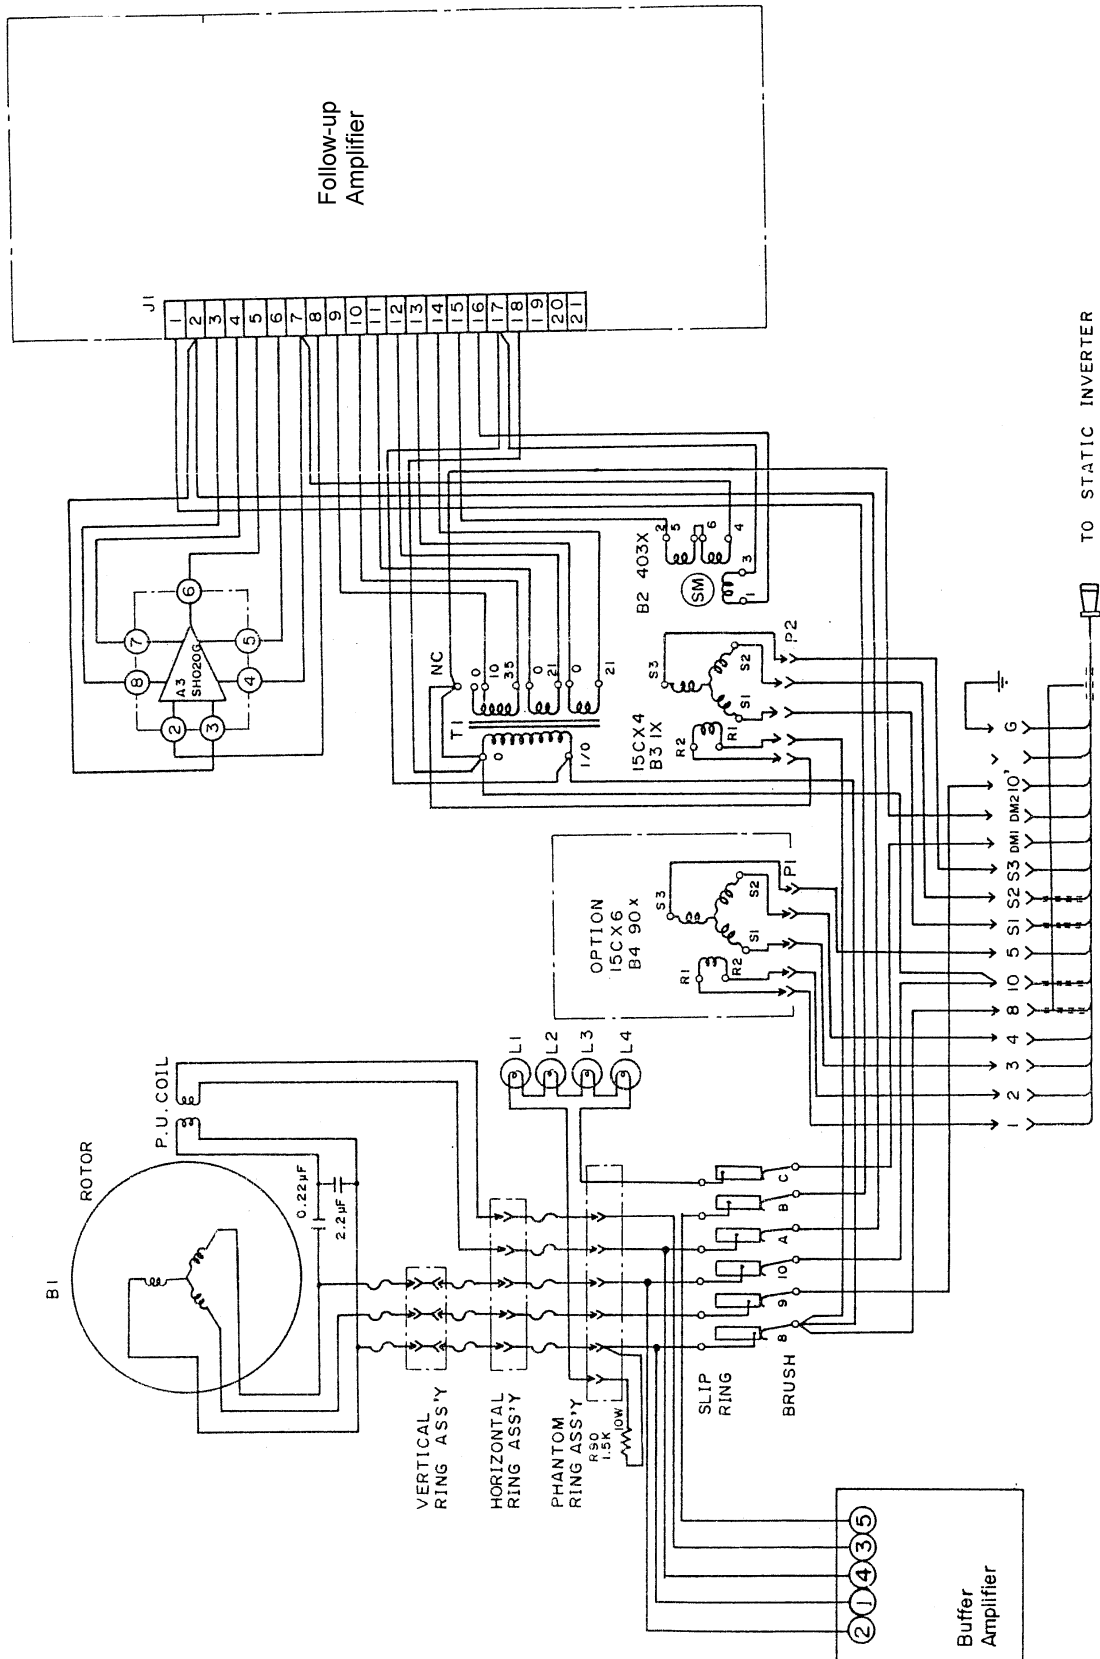 Follow-up
Amplifier
J1
1
2
3
4
5
6
7
8
9
10
11
12
13
14
15
16
17
18
19
20
21
A3
SH020G
2
3
4
5
6
7
8
NC
T1
0
10
35
0
21
0
21
0
1/0
B2 403X
SM
2
5
6
4
3
1
15CX4
B3 1X
S3
S2
S1
R2
R1
P2
OPTION
15CX6
B4 90X
S3
S2
S1
R1
R2
P1
TO STATIC INVERTER
G
10'
DM2
DM1
S3
S2
S1
5
10
8
4
3
2
1
L1
L2
L3
L4
P.U. COIL
ROTOR
B1
0.22µF
2.2µF
VERTICAL
RING ASS'Y
HORIZONTAL
RING ASS'Y
PHANTOM
RING ASS'Y
1.5K
10W
SLIP
RING
BRUSH
C
B
A
10
9
8
5
3
4
1
2
Buffer
Amplifier